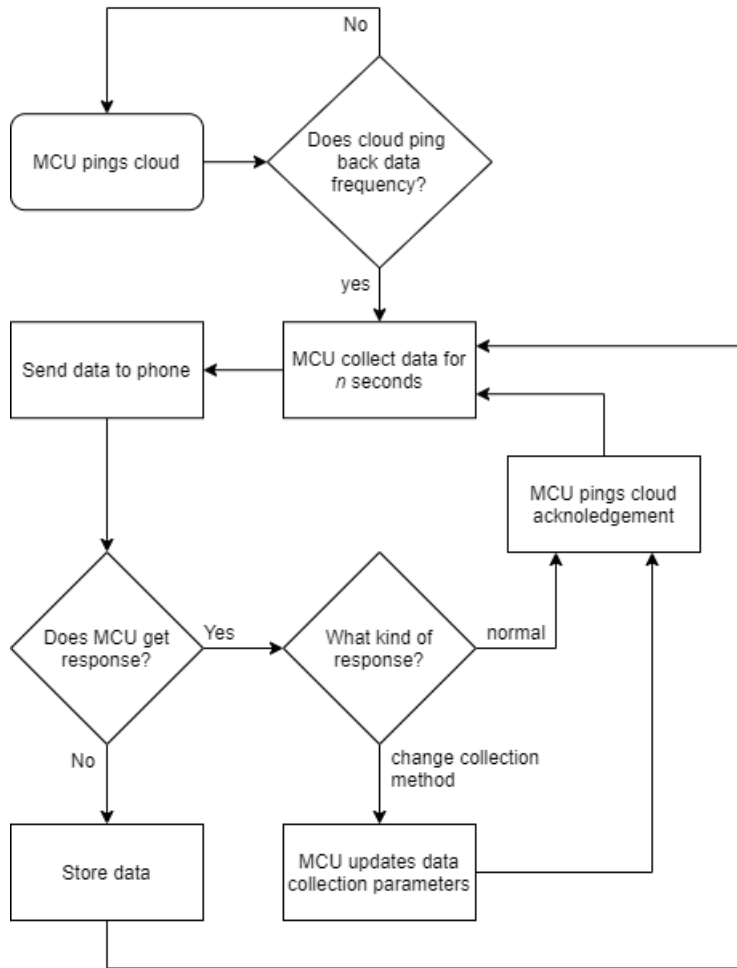 No
MCU pings cloud
Does cloud ping
back data
frequency?
yes
Send data to phone
MCU collect data for
n seconds
MCU pings cloud
acknoledgement
Does MCU get
response?
Yes
What kind of
response?
normal
No
change collection
method
Store data
MCU updates data
collection parameters